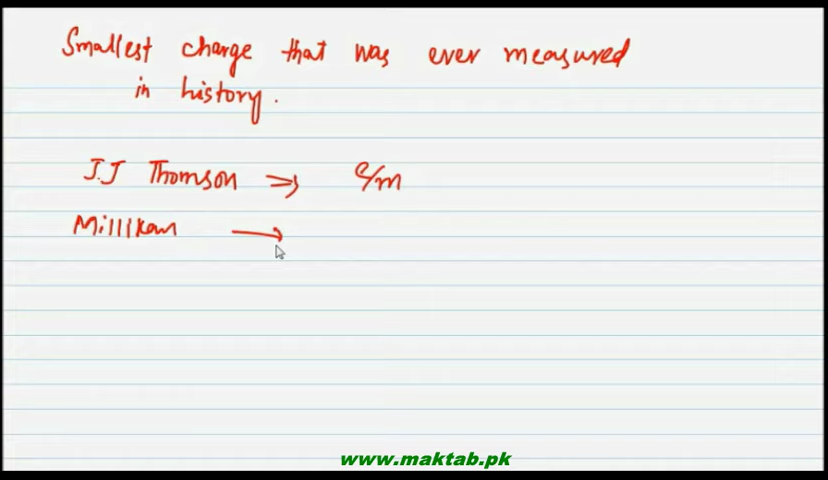 Smallest charge that was ever measured
in history.
J.J Thomson ⇒ e/m
Millikan →
www.maktab.pk